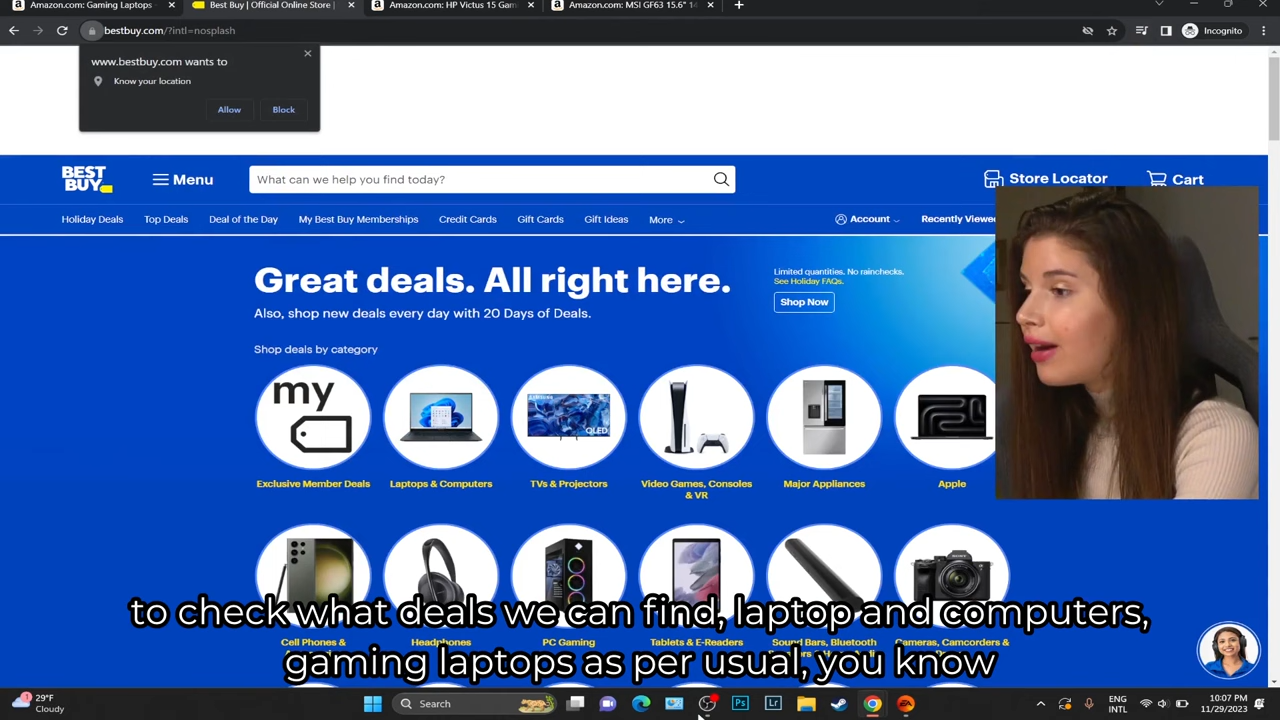 Amazon.com: Gaming Laptops -
Best Buy | Official Online Store |
Amazon.com: HP Victus 15 Gam
Amazon.com: MSI GF63 15.6" 14
bestbuy.com/?intl=nosplash
Incognito
www.bestbuy.com wants to
Know your location
Allow
Block
BEST
BUY
Menu
What can we help you find today?
Store Locator
Cart
Holiday Deals
Top Deals
Deal of the Day
My Best Buy Memberships
Credit Cards
Gift Cards
Gift Ideas
More
Account
Recently Viewed
Great deals. All right here.
Also, shop new deals every day with 20 Days of Deals.
Limited quantities. No rainchecks.
See Holiday FAQs.
Shop Now
Shop deals by category
my
QLED
Exclusive Member Deals
Laptops & Computers
TVs & Projectors
Video Games, Consoles
& VR
Major Appliances
Apple
Cell Phones &
Headphones
PC Gaming
Tablets & E-Readers
Sound Bars, Bluetooth
Cameras, Camcorders &
to check what deals we can find, laptop and computers,
gaming laptops as per usual, you know
29°F
Cloudy
Search
Ps
Lr
EA
ENG
INTL
10:07 PM
11/29/2023